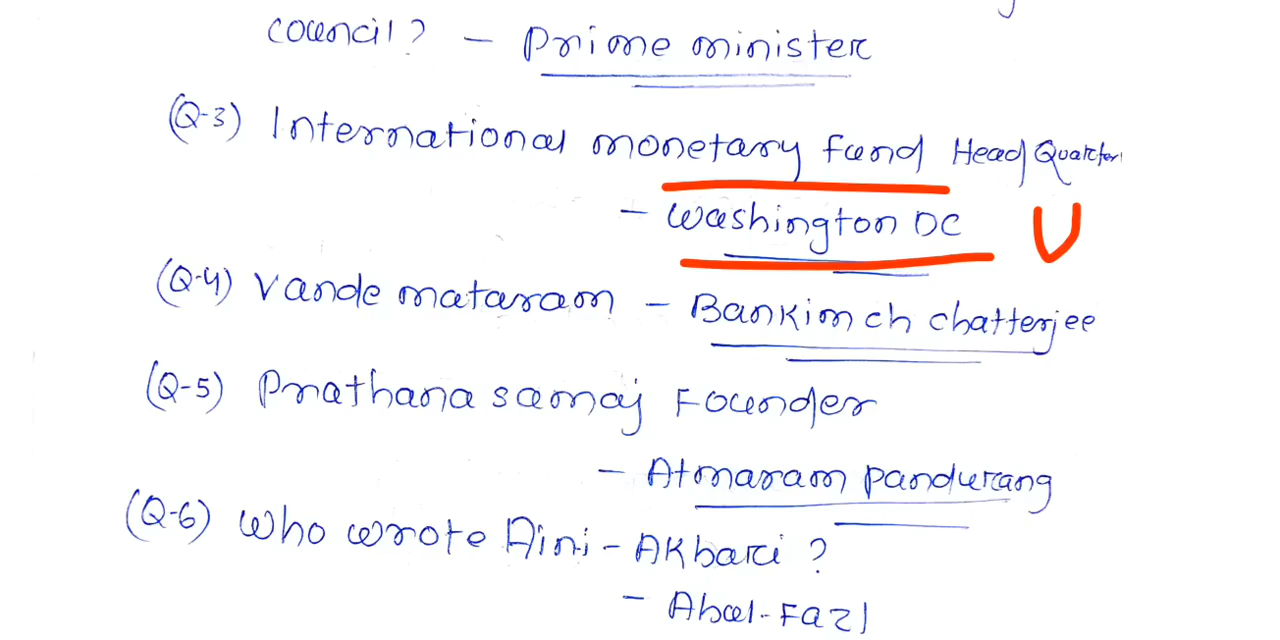 council? - Prime minister
(Q-3) International monetary fund Head Quarter
- Washington DC
(Q-4) Vande mataram - Bankim ch chatterjee
(Q-5) Prathana samaj Founder
- Atmaram pandurang
(Q-6) Who wrote Aini-Akbari?
- Abul-Fazl